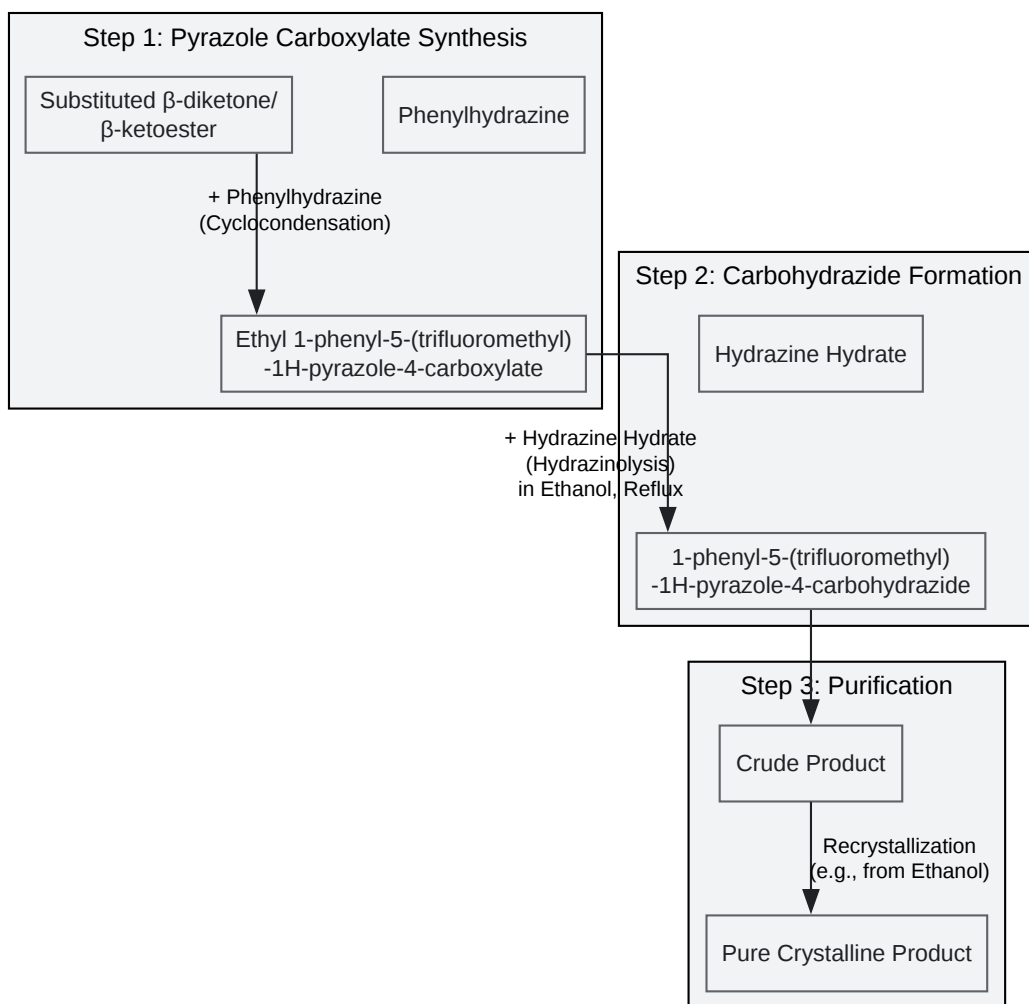 Step 1: Pyrazole Carboxylate Synthesis
Substituted β-diketone/
β-ketoester
Phenylhydrazine
+ Phenylhydrazine
(Cyclocondensation)
Ethyl 1-phenyl-5-(trifluoromethyl)
-1H-pyrazole-4-carboxylate
Step 2: Carbohydrazide Formation
Hydrazine Hydrate
+ Hydrazine Hydrate
(Hydrazinolysis)
in Ethanol, Reflux
1-phenyl-5-(trifluoromethyl)
-1H-pyrazole-4-carbohydrazide
Step 3: Purification
Crude Product
Recrystallization
(e.g., from Ethanol)
Pure Crystalline Product